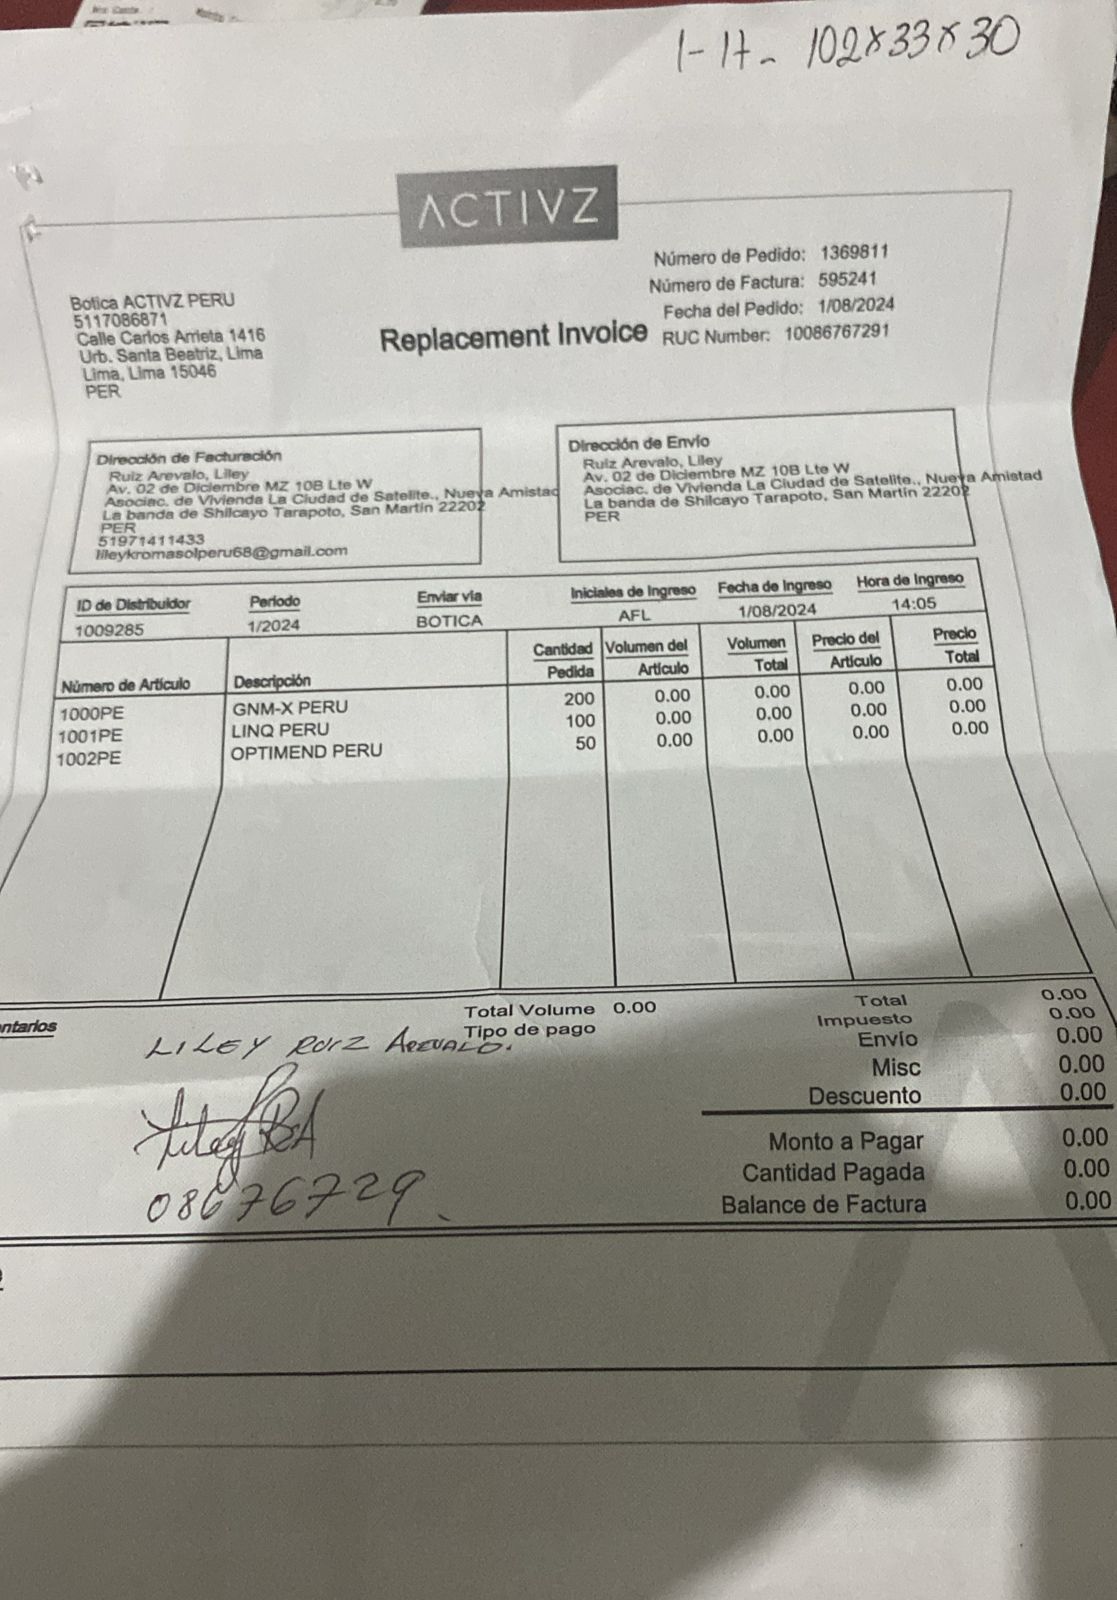 1-17- 102x33x30
ACTIVZ
Número de Pedido: 1369811
Número de Factura: 595241
Fecha del Pedido: 1/08/2024
RUC Number: 10086767291
Botica ACTIVZ PERU
5117086871
Calle Carlos Arrieta 1416
Urb. Santa Beatriz, Lima
Lima, Lima 15046
PER
Replacement Invoice
Dirección de Facturación
Ruiz Arevalo, Liley
Av. 02 de Diciembre MZ 10B Lte W
Asociac. de Vivienda La Ciudad de Satelite., Nueva Amistad
La banda de Shilcayo Tarapoto, San Martin 22202
PER
51971411433
lileykromasolperu68@gmail.com
Dirección de Envío
Ruiz Arevalo, Liley
Av. 02 de Diciembre MZ 10B Lte W
Asociac. de Vivienda La Ciudad de Satelite., Nueva Amistad
La banda de Shilcayo Tarapoto, San Martin 22202
PER
ID de Distribuidor Periodo Enviar via Iniciales de Ingreso Fecha de Ingreso Hora de Ingreso
1009285 1/2024 BOTICA AFL 1/08/2024 14:05
Número de Articulo Descripción Cantidad Pedida Volumen del Articulo Volumen Total Precio del Articulo Precio Total
1000PE GNM-X PERU 200 0.00 0.00 0.00 0.00
1001PE LINQ PERU 100 0.00 0.00 0.00 0.00
1002PE OPTIMEND PERU 50 0.00 0.00 0.00 0.00
ntarios
Total Volume 0.00
Tipo de pago
LILEY RUIZ AREVALO.
08676729
Total 0.00
Impuesto 0.00
Envío 0.00
Misc 0.00
Descuento 0.00
Monto a Pagar 0.00
Cantidad Pagada 0.00
Balance de Factura 0.00